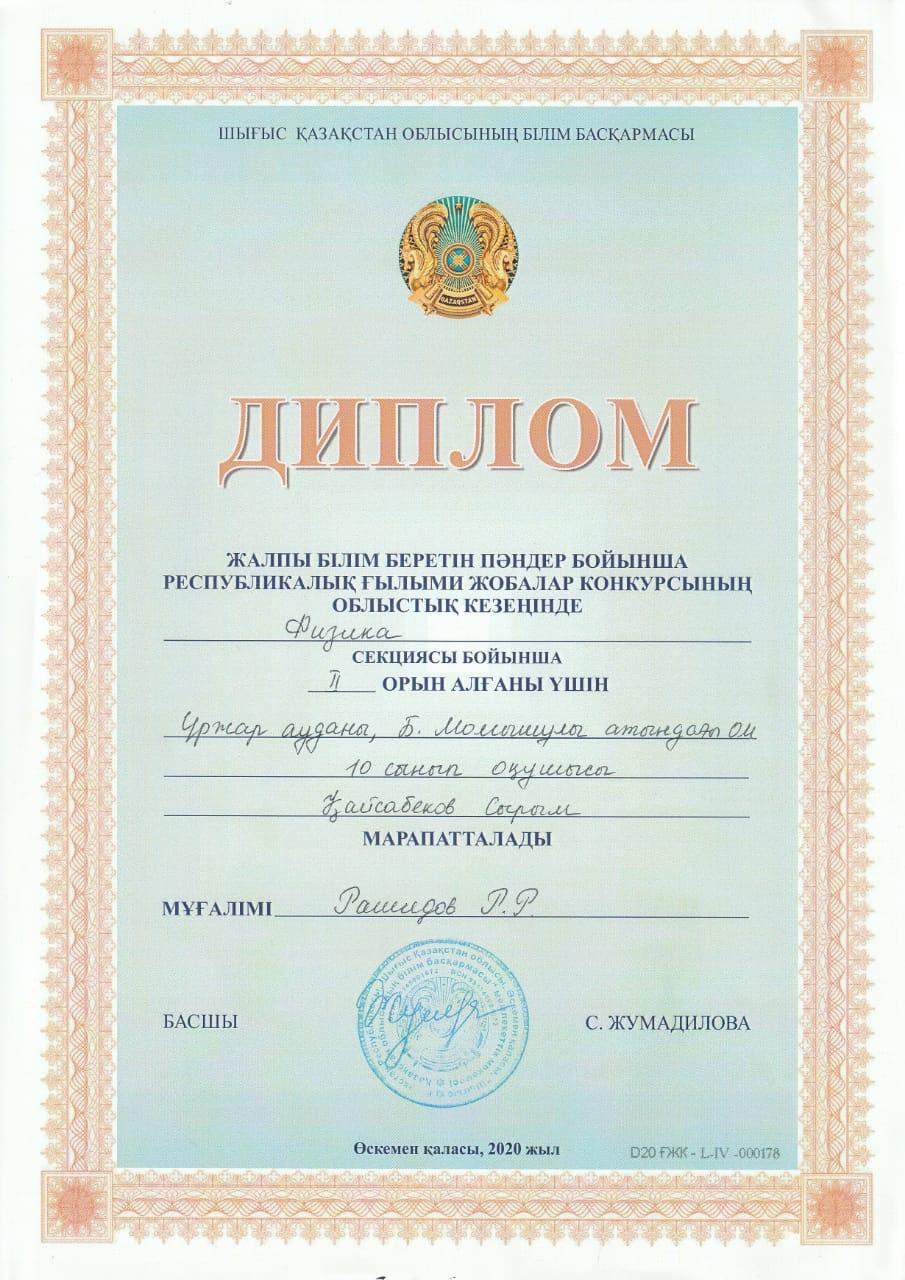 ШЫҒЫС ҚАЗАҚСТАН ОБЛЫСЫНЫҢ БІЛІМ БАСҚАРМАСЫ
QAZAQSTAN
ДИПЛОМ
ЖАЛПЫ БІЛІМ БЕРЕТІН ПӘНДЕР БОЙЫНША
РЕСПУБЛИКАЛЫҚ ҒЫЛЫМИ ЖОБАЛАР КОНКУРСЫНЫҢ
ОБЛЫСТЫҚ КЕЗЕҢІНДЕ
Физика
СЕКЦИЯСЫ БОЙЫНША
II ОРЫН АЛҒАНЫ ҮШІН
Үржар ауданы, Б. Момышұлы атындағы ОМ
10 сынып оқушысы
Қайсабеков Сырым
МАРАПАТТАЛАДЫ
МҰҒАЛІМІ Рашидов Р.Р.
БАСШЫ С. ЖУМАДИЛОВА
Өскемен қаласы, 2020 жыл
D20 ҒЖК - L-IV -000178